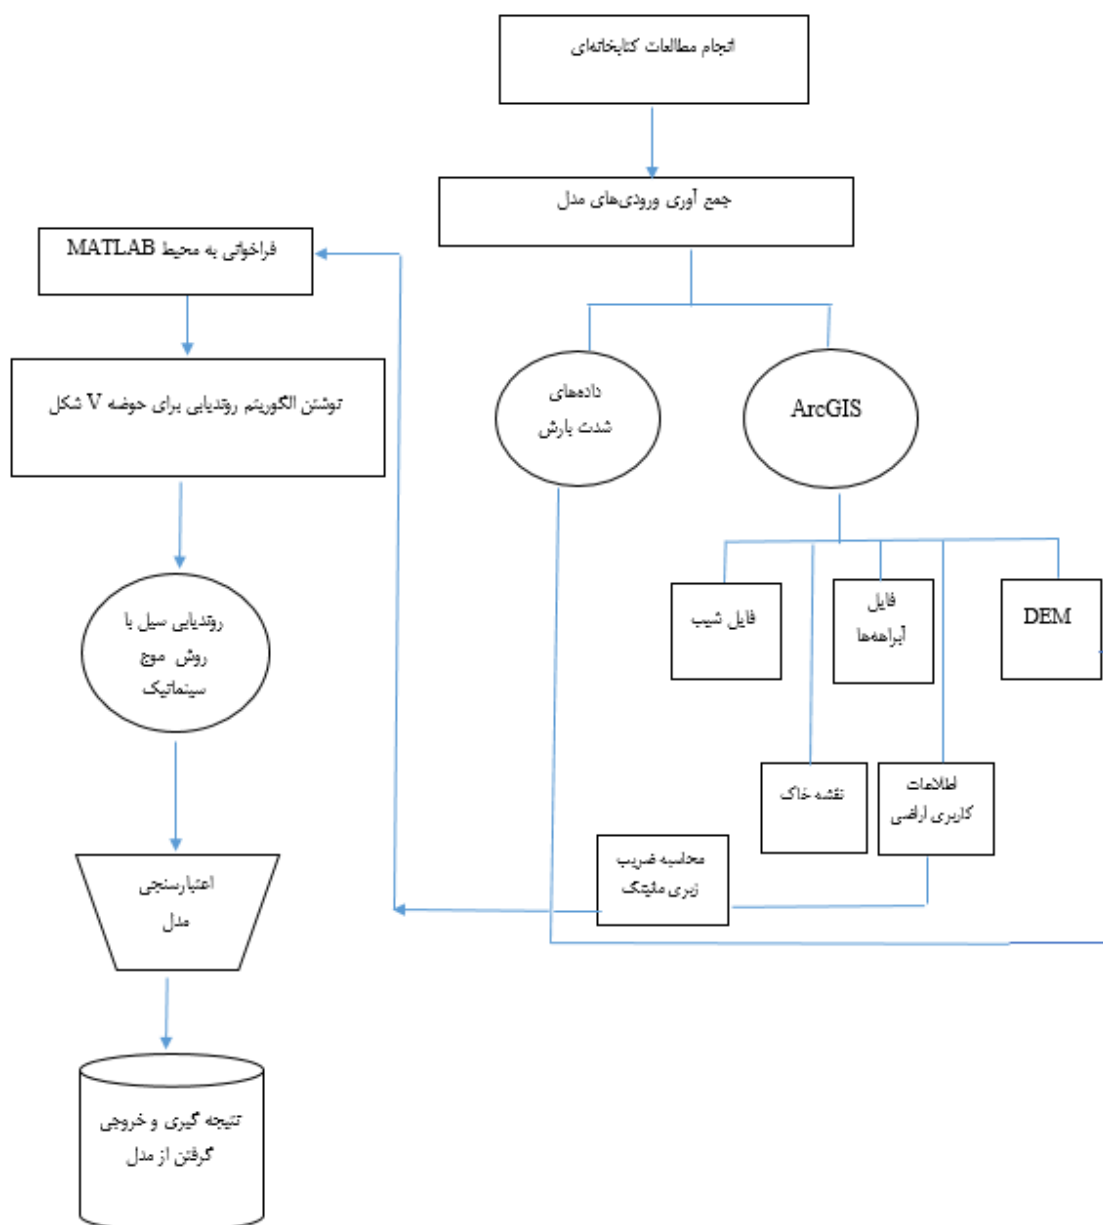 انجام مطالعات کتابخانه‌ای
جمع آوری ورودی‌های مدل
داده‌های
شدت بارش
ArcGIS
فایل شیب
فایل
آبراهه‌ها
DEM
نقشه خاک
اطلاعات
کاربری اراضی
محاسبه ضریب
زبری مانینگ
فراخوانی به محیط MATLAB
نوشتن الگوریتم روندیابی برای حوضه V شکل
روندیابی سیل با
روش موج
سینماتیک
اعتبارسنجی
مدل
نتیجه گیری و خروجی
گرفتن از مدل